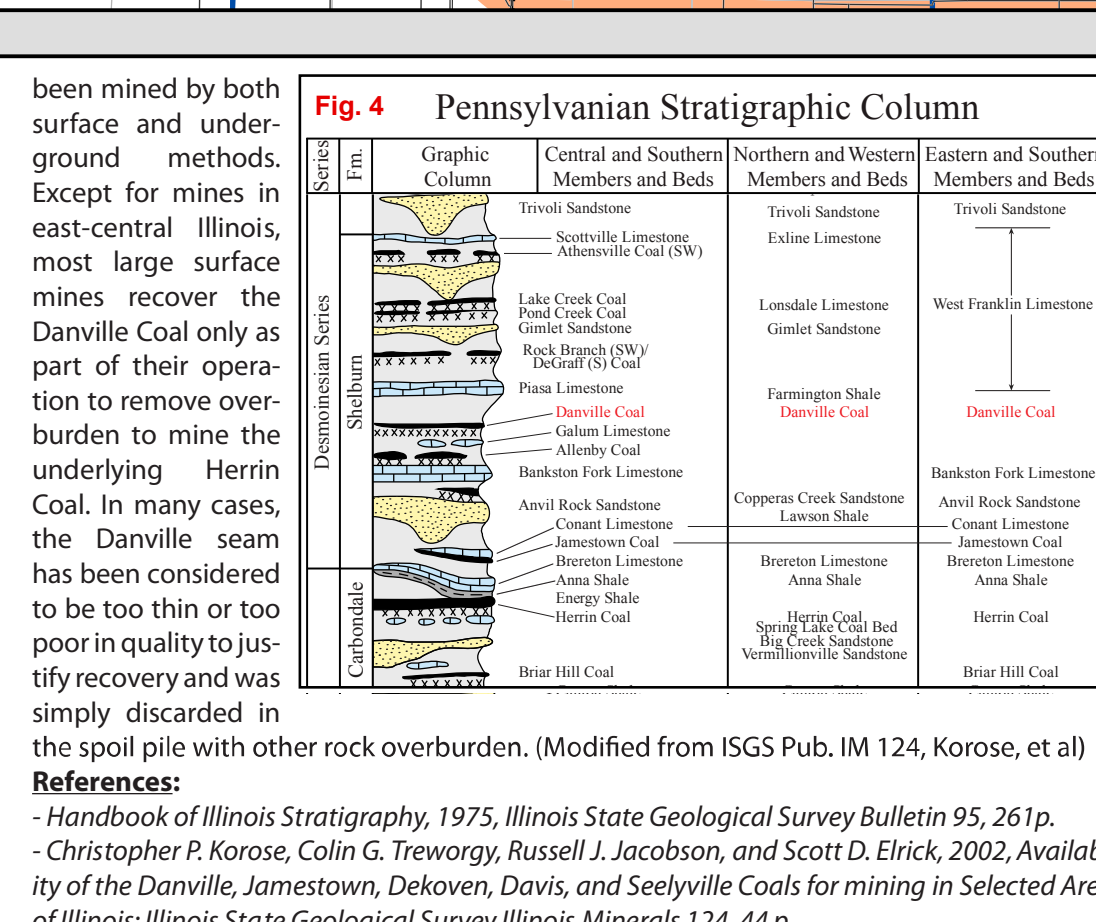 been mined by both
surface and under-
ground methods.
Except for mines in
east-central Illinois,
most large surface
mines recover the
Danville Coal only as
part of their opera-
tion to remove over-
burden to mine the
underlying Herrin
Coal. In many cases,
the Danville seam
has been considered
to be too thin or too
poor in quality to jus-
tify recovery and was
simply discarded in
the spoil pile with other rock overburden. (Modified from ISGS Pub. IM 124, Korose, et al)
Fig. 4 Pennsylvanian Stratigraphic Column
Series
Fm.
Graphic
Column
Central and Southern
Members and Beds
Northern and Western
Members and Beds
Eastern and Southern
Members and Beds
Desmoinesian Series
Shelburn
Carbondale
Trivoli Sandstone
Scottville Limestone
Athensville Coal (SW)
Lake Creek Coal
Pond Creek Coal
Gimlet Sandstone
Rock Branch (SW)/
DeGraff (S) Coal
Piasa Limestone
Danville Coal
Galum Limestone
Allenby Coal
Bankston Fork Limestone
Anvil Rock Sandstone
Conant Limestone
Jamestown Coal
Brereton Limestone
Anna Shale
Energy Shale
Herrin Coal
Briar Hill Coal
Trivoli Sandstone
Exline Limestone
Lonsdale Limestone
Gimlet Sandstone
Farmington Shale
Danville Coal
Copperas Creek Sandstone
Lawson Shale
Brereton Limestone
Anna Shale
Herrin Coal
Spring Lake Coal Bed
Big Creek Sandstone
Vermillionville Sandstone
Trivoli Sandstone
West Franklin Limestone
Danville Coal
Bankston Fork Limestone
Anvil Rock Sandstone
Conant Limestone
Jamestown Coal
Brereton Limestone
Anna Shale
Herrin Coal
Briar Hill Coal
References:
- Handbook of Illinois Stratigraphy, 1975, Illinois State Geological Survey Bulletin 95, 261p.
- Christopher P. Korose, Colin G. Treworgy, Russell J. Jacobson, and Scott D. Elrick, 2002, Availab
ity of the Danville, Jamestown, Dekoven, Davis, and Seelyville Coals for mining in Selected Are
of Illinois: Illinois State Geological Survey Illinois Minerals 124, 44 p.